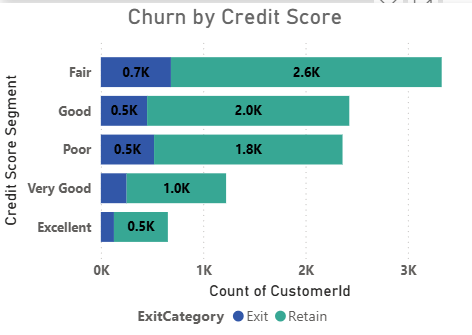 Churn by Credit Score
Credit Score Segment
Fair 0.7K 2.6K
Good 0.5K 2.0K
Poor 0.5K 1.8K
Very Good 1.0K
Excellent 0.5K
0K 1K 2K 3K
Count of CustomerId
ExitCategory Exit Retain